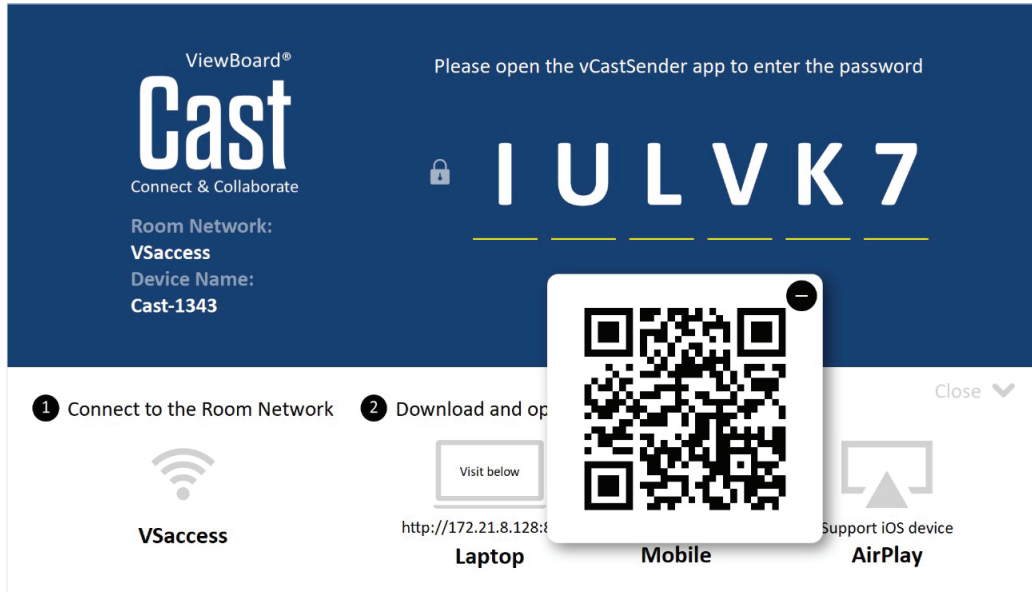 ViewBoard®
Cast
Connect & Collaborate
Room Network:
VSaccess
Device Name:
Cast-1343
Please open the vCastSender app to enter the password
I U L V K 7
Close
1 Connect to the Room Network
VSaccess
2 Download and op
Visit below
http://172.21.8.128:8
Laptop
Mobile
Support iOS device
AirPlay